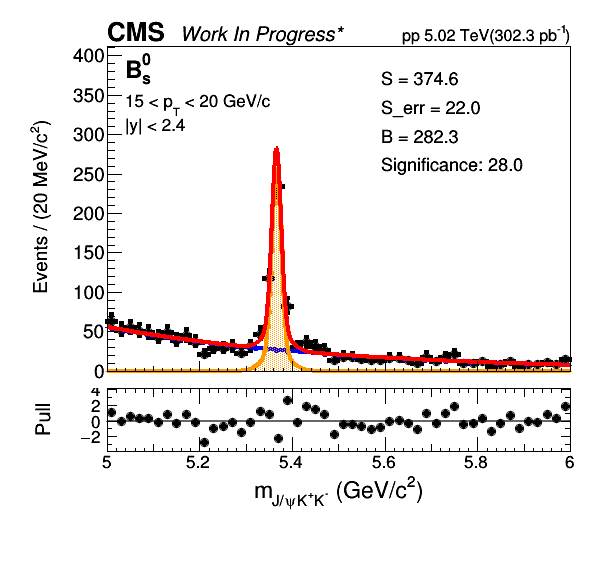 CMS Work In Progress* pp 5.02 TeV(302.3 pb⁻¹)
B⁰ₛ
15 < p_T < 20 GeV/c
|y| < 2.4
S = 374.6
S_err = 22.0
B = 282.3
Significance: 28.0
Events / (20 MeV/c²)
400
350
300
250
200
150
100
50
0
Pull
4
2
0
−2
5 5.2 5.4 5.6 5.8 6
m_J/ψK⁺K⁻ (GeV/c²)